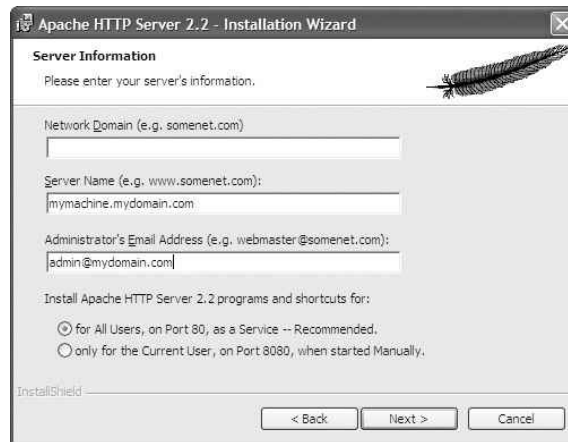 Apache HTTP Server 2.2 - Installation Wizard
Server Information
Please enter your server's information.
Network Domain (e.g. somenet.com)
Server Name (e.g. www.somenet.com):
mymachine.mydomain.com
Administrator's Email Address (e.g. webmaster@somenet.com):
admin@mydomain.com
Install Apache HTTP Server 2.2 programs and shortcuts for:
for All Users, on Port 80, as a Service -- Recommended.
only for the Current User, on Port 8080, when started Manually.
InstallShield
< Back Next > Cancel